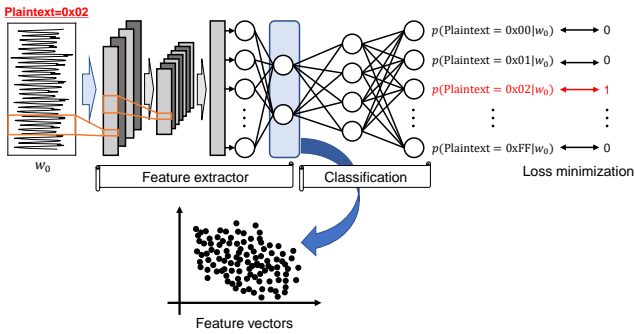 Plaintext=0x02
w₀
p(Plaintext = 0x00|w₀) 0
p(Plaintext = 0x01|w₀) 0
p(Plaintext = 0x02|w₀) 1
p(Plaintext = 0xFF|w₀) 0
Feature extractor
Classification
Loss minimization
Feature vectors